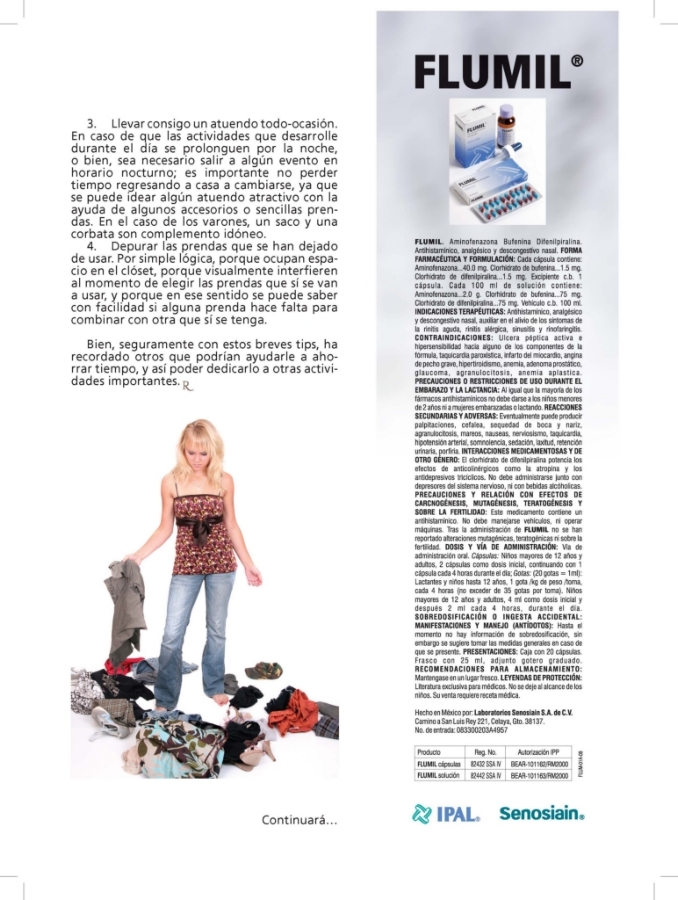 3. Llevar consigo un atuendo todo-ocasión.
En caso de que las actividades que desarrolle
durante el día se prolonguen por la noche,
o bien, sea necesario salir a algún evento en
horario nocturno; es importante no perder
tiempo regresando a casa a cambiarse, ya que
se puede idear algún atuendo atractivo con la
ayuda de algunos accesorios o sencillas pren-
das. En el caso de los varones, un saco y una
corbata son complemento idóneo.
4. Depurar las prendas que se han dejado
de usar. Por simple lógica, porque ocupan espa-
cio en el clóset, porque visualmente interfieren
al momento de elegir las prendas que sí se van
a usar, y porque en ese sentido se puede saber
con facilidad si alguna prenda hace falta para
combinar con otra que sí se tenga.
Bien, seguramente con estos breves tips, ha
recordado otros que podrían ayudarle a aho-
rrar tiempo, y así poder dedicarlo a otras activi-
dades importantes. R
Continuará...
FLUMIL®
FLUMIL
FLUMIL
FLUMIL
FLUMIL. Aminofenazona Bufenina Difenilpiralina.
Antihistamínico, analgésico y descongestivo nasal. FORMA
FARMACÉUTICA Y FORMULACIÓN: Cada cápsula contiene:
Aminofenazona...40.0 mg. Clorhidrato de bufenina...1.5 mg.
Clorhidrato de difenilpiralina...1.5 mg. Excipiente c.b. 1
cápsula. Cada 100 ml de solución contiene:
Aminofenazona...2.0 g. Clorhidrato de bufenina...75 mg.
Clorhidrato de difenilpiralina...75 mg. Vehículo c.b. 100 ml.
INDICACIONES TERAPÉUTICAS: Antihistamínico, analgésico
y descongestivo nasal, auxiliar en el alivio de los síntomas de
la rinitis aguda, rinitis alérgica, sinusitis y rinofaringitis.
CONTRAINDICACIONES: Ulcera péptica activa e
hipersensibilidad hacia alguno de los componentes de la
fórmula, taquicardia paroxística, infarto del miocardio, angina
de pecho grave, hipertiroidismo, anemia, adenoma prostático,
glaucoma, agranulocitosis, anemia aplastica.
PRECAUCIONES O RESTRICCIONES DE USO DURANTE EL
EMBARAZO Y LA LACTANCIA: Al igual que la mayoría de los
fármacos antihistamínicos no debe darse a los niños menores
de 2 años ni a mujeres embarazadas o lactando. REACCIONES
SECUNDARIAS Y ADVERSAS: Eventualmente puede producir
palpitaciones, cefalea, sequedad de boca y nariz,
agranulocitosis, mareos, nauseas, nerviosismo, taquicardia,
hipotensión arterial, somnolencia, sedación, laxitud, retención
urinaria, porfiria. INTERACCIONES MEDICAMENTOSAS Y DE
OTRO GÉNERO: El clorhidrato de difenilpiralina potencia los
efectos de anticolinérgicos como la atropina y los
antidepresivos tricíclicos. No debe administrarse junto con
depresores del sistema nervioso, ni con bebidas alcohólicas.
PRECAUCIONES Y RELACIÓN CON EFECTOS DE
CARCNOGÉNESIS, MUTAGÉNESIS, TERATOGÉNESIS Y
SOBRE LA FERTILIDAD: Este medicamento contiene un
antihistamínico. No debe manejarse vehículos, ni operar
máquinas. Tras la administración de FLUMIL no se han
reportado alteraciones mutagénicas, teratogénicas ni sobre la
fertilidad. DOSIS Y VÍA DE ADMINISTRACIÓN: Vía de
administración oral. Cápsulas: Niños mayores de 12 años y
adultos, 2 cápsulas como dosis inicial, continuando con 1
cápsula cada 4 horas durante el día; Gotas: (20 gotas = 1ml):
Lactantes y niños hasta 12 años, 1 gota /kg de peso /toma,
cada 4 horas (no exceder de 35 gotas por toma). Niños
mayores de 12 años y adultos, 4 ml como dosis inicial y
después 2 ml cada 4 horas, durante el día.
SOBREDOSIFICACIÓN O INGESTA ACCIDENTAL:
MANIFESTACIONES Y MANEJO (ANTÍDOTOS): Hasta el
momento no hay información de sobredosificación, sin
embargo se sugiere tomar las medidas generales en caso de
que se presente. PRESENTACIONES: Caja con 20 cápsulas.
Frasco con 25 ml, adjunto gotero graduado.
RECOMENDACIONES PARA ALMACENAMIENTO:
Mantengase en un lugar fresco. LEYENDAS DE PROTECCIÓN:
Literatura exclusiva para médicos. No se deje al alcance de los
niños. Su venta requiere receta médica.
Hecho en México por: Laboratorios Senosiain S.A. de C.V.
Camino a San Luis Rey 221, Celaya, Gto. 38137.
No. de entrada: 083300203A4957
Producto Reg. No. Autorización IPP
FLUMIL cápsulas 82432 SSA IV BEAR-101162/RM2000
FLUMIL solución 82442 SSA IV BEAR-101163/RM2000
FLUM-01A-09
IPAL®
Senosiain®